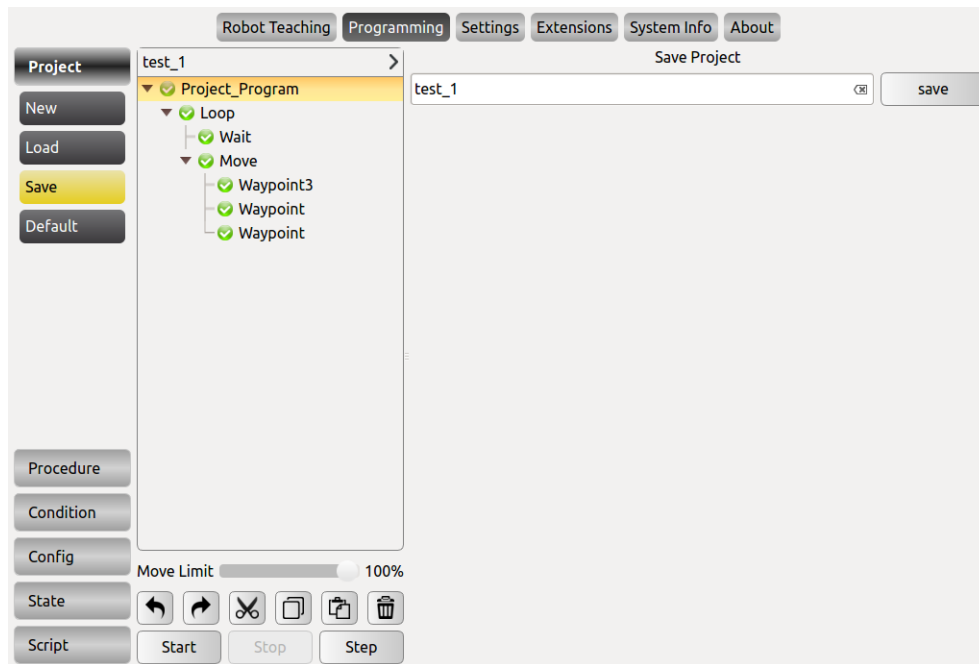 Robot Teaching Programming Settings Extensions System Info About
Project
New
Load
Save
Default
Procedure
Condition
Config
State
Script
test_1
Project_Program
Loop
Wait
Move
Waypoint3
Waypoint
Waypoint
Move Limit 100%
Start Stop Step
Save Project
test_1 save